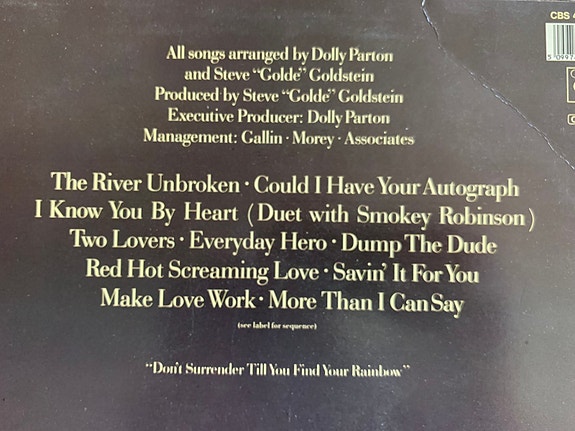 CBS
All songs arranged by Dolly Parton
and Steve "Golde" Goldstein
Produced by Steve "Golde" Goldstein
Executive Producer: Dolly Parton
Management: Gallin · Morey · Associates
The River Unbroken · Could I Have Your Autograph
I Know You By Heart (Duet with Smokey Robinson)
Two Lovers · Everyday Hero · Dump The Dude
Red Hot Screaming Love · Savin' It For You
Make Love Work · More Than I Can Say
(see label for sequence)
"Don't Surrender Till You Find Your Rainbow"